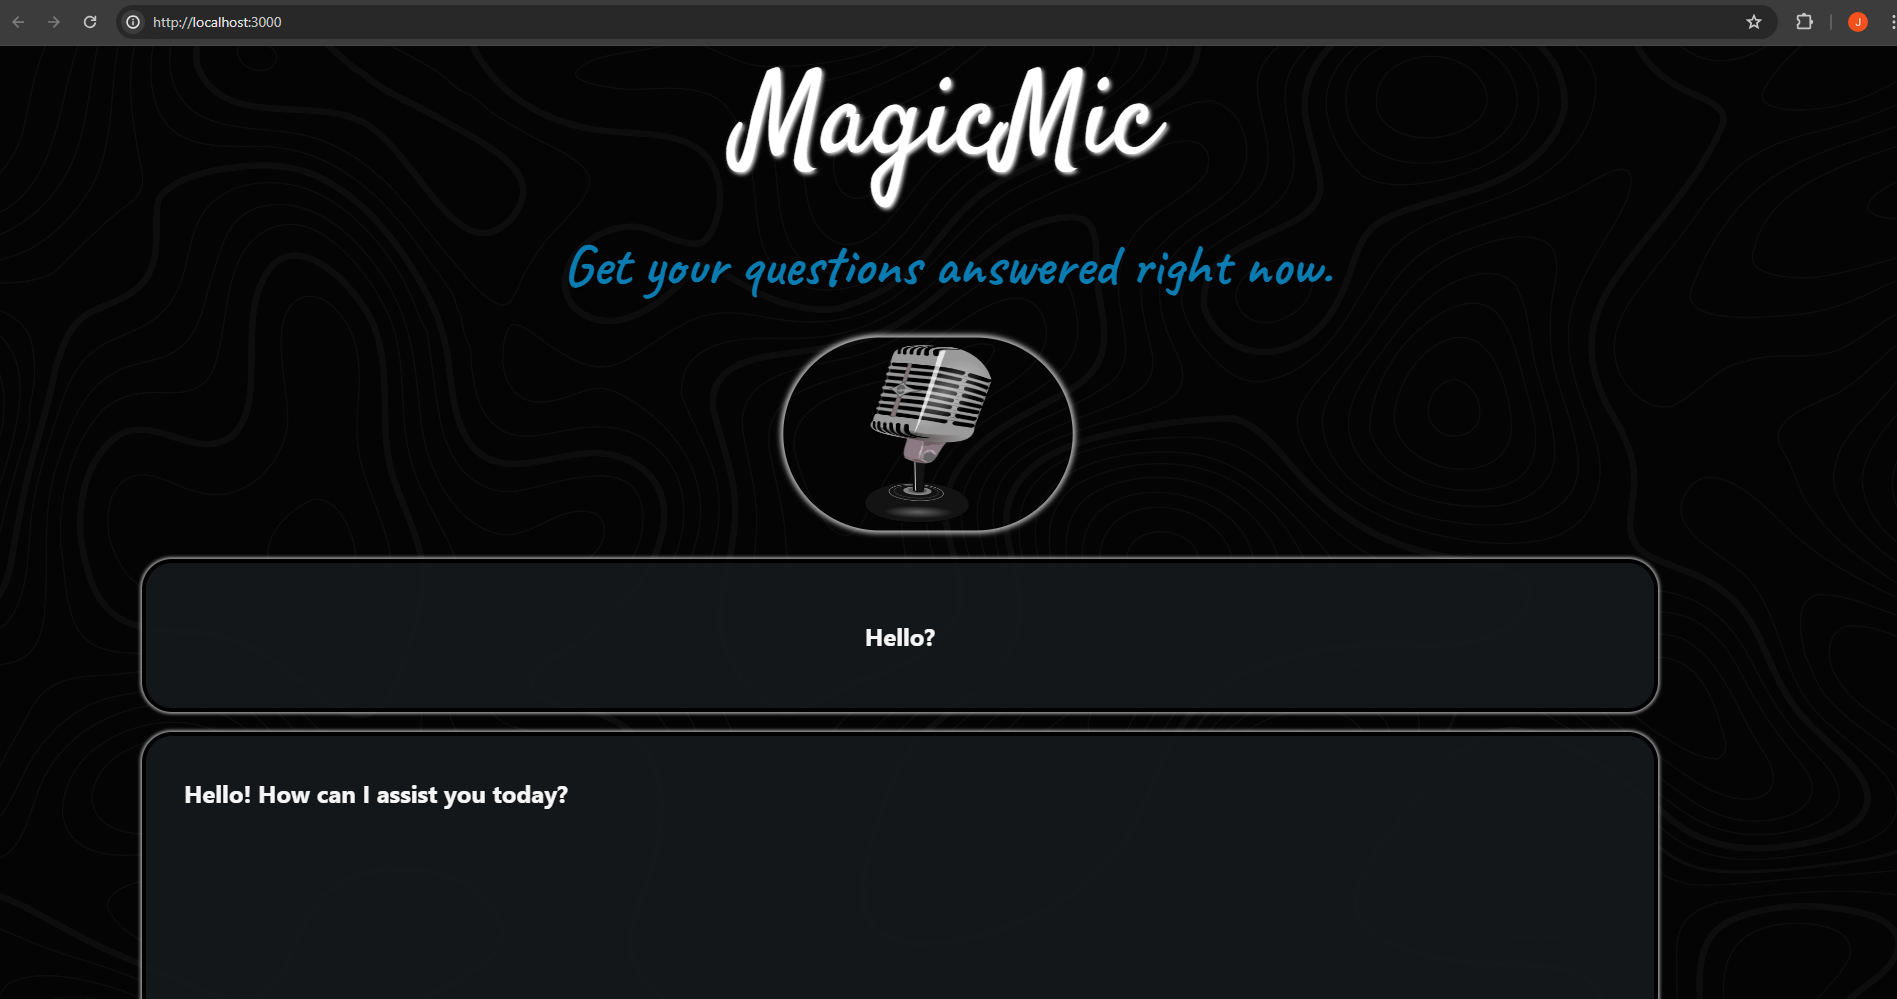 http://localhost:3000
J
MagicMic
Get your questions answered right now.
Hello?
Hello! How can I assist you today?